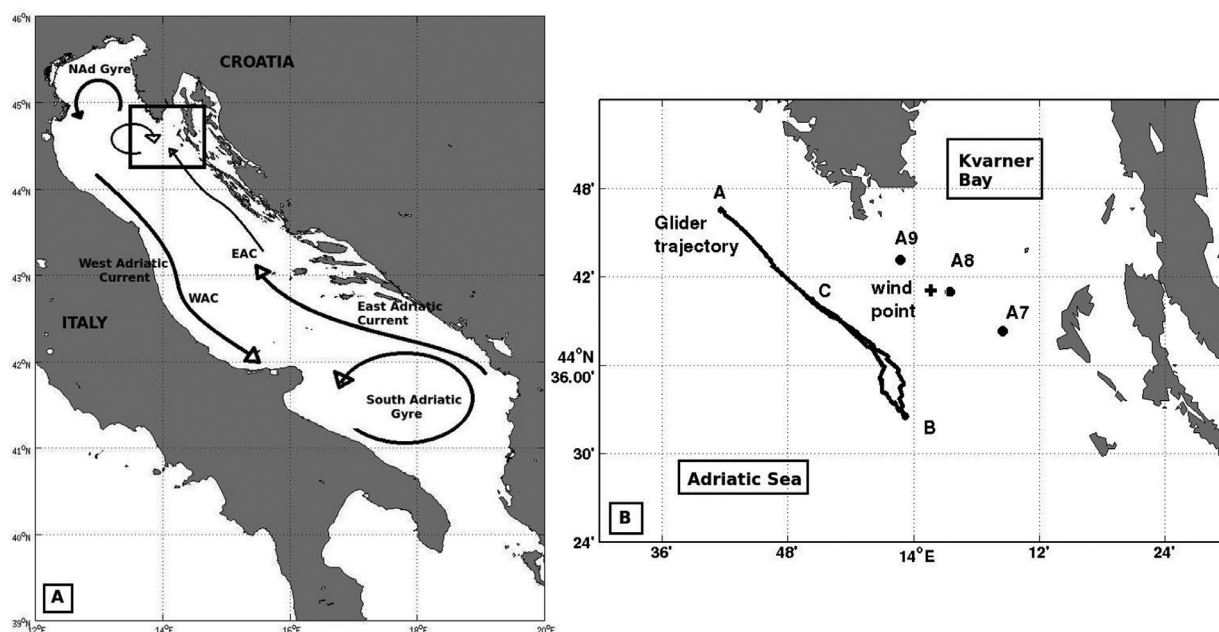 46°N
45°N
44°N
43°N
42°N
41°N
40°N
39°N
12°E
14°E
16°E
18°E
20°E
NAd Gyre
CROATIA
EAC
West Adriatic
Current
WAC
East Adriatic
Current
ITALY
South Adriatic
Gyre
A
48'
42'
44°N
36.00'
30'
24'
36'
48'
14°E
12'
24'
Kvarner
Bay
A
Glider
trajectory
A9
A8
wind
point
A7
C
B
Adriatic Sea
B